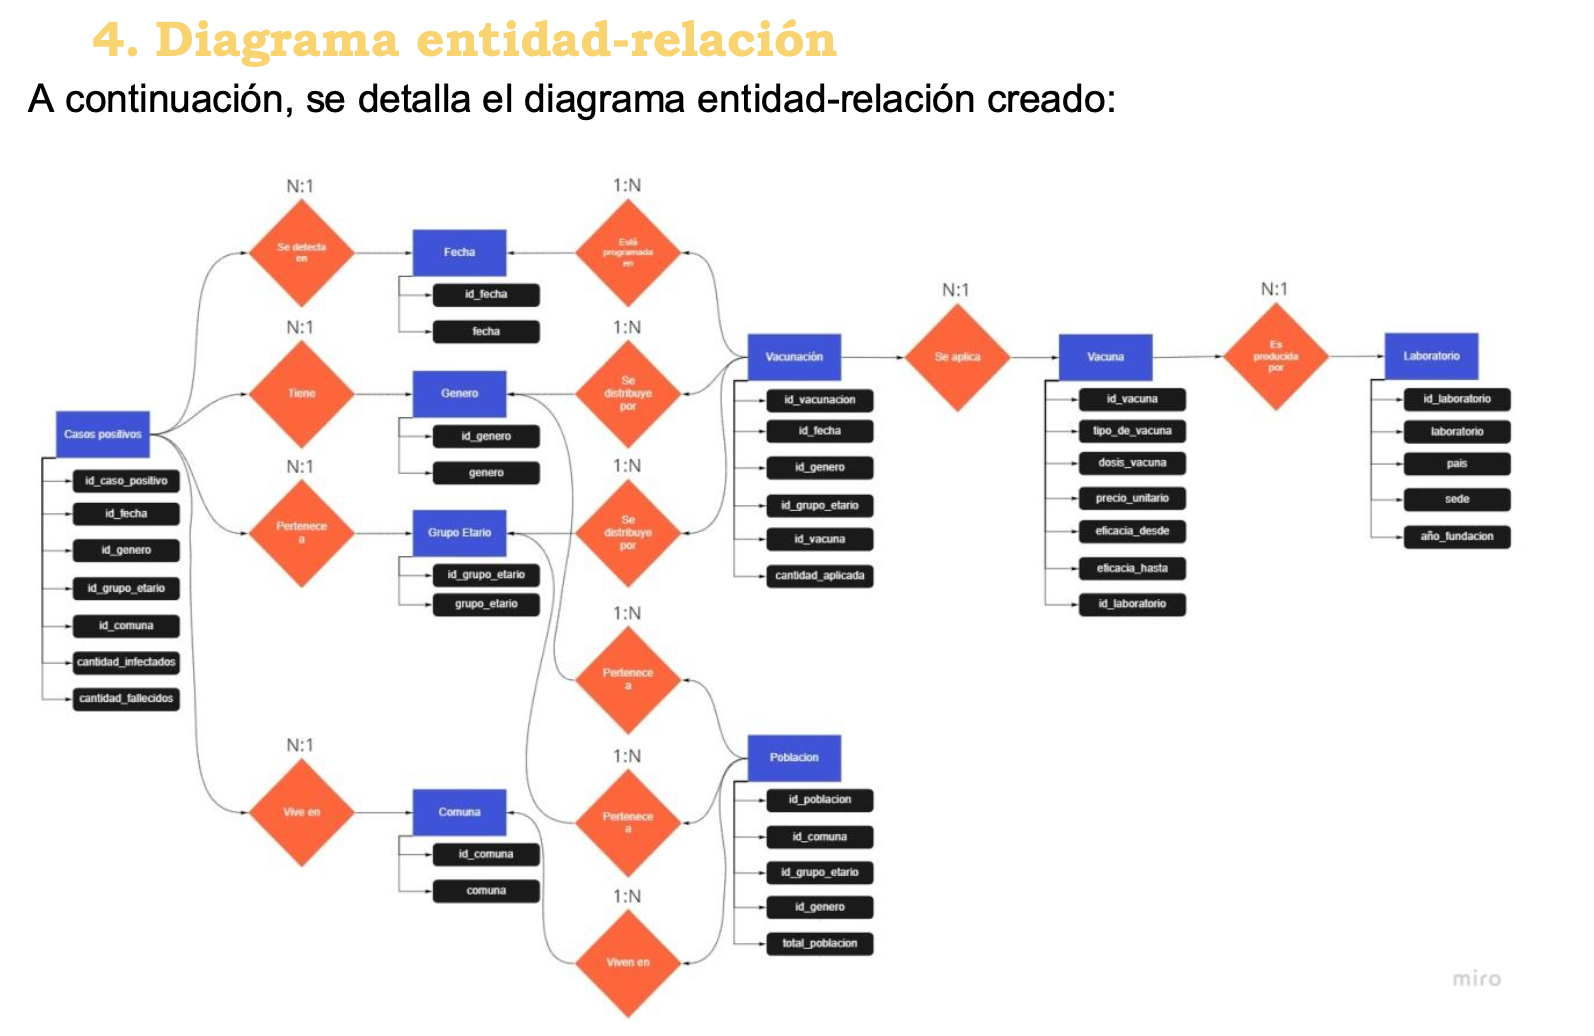 4. Diagrama entidad-relación
A continuación, se detalla el diagrama entidad-relación creado:
N:1
Se detecta
en
Fecha
id_fecha
fecha
1:N
Está
programada
en
N:1
Tiene
Genero
id_genero
genero
1:N
Se
distribuye
por
N:1
Pertenece
a
Grupo Etario
id_grupo_etario
grupo_etario
1:N
Se
distribuye
por
Casos positivos
id_caso_positivo
id_fecha
id_genero
id_grupo_etario
id_comuna
cantidad_infectados
cantidad_fallecidos
Vacunación
id_vacunacion
id_fecha
id_genero
id_grupo_etario
id_vacuna
cantidad_aplicada
N:1
Se aplica
Vacuna
id_vacuna
tipo_de_vacuna
dosis_vacuna
precio_unitario
eficacia_desde
eficacia_hasta
id_laboratorio
N:1
Es
producida
por
Laboratorio
id_laboratorio
laboratorio
pais
sede
año_fundacion
1:N
Pertenece
a
1:N
Pertenece
a
N:1
Vive en
Comuna
id_comuna
comuna
1:N
Viven en
Poblacion
id_poblacion
id_comuna
id_grupo_etario
id_genero
total_poblacion
miro